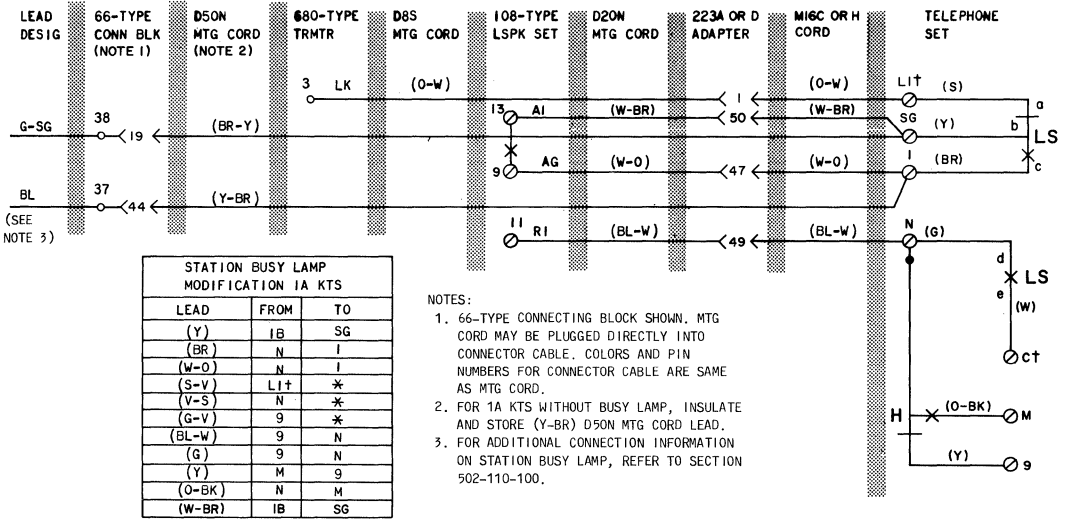 LEAD DESIG
66-TYPE CONN BLK (NOTE 1)
D50N MTG CORD (NOTE 2)
680-TYPE TRMTR
D8S MTG CORD
108-TYPE LSPK SET
D20N MTG CORD
223A OR D ADAPTER
M16C OR H CORD
TELEPHONE SET
3 LK (O-W) 1 (O-W) L1† (S)
13 A1 (W-BR) 50 (W-BR) SG a
G-SG 38 19 (BR-Y) (Y) b LS
9 AG (W-O) 47 (W-O) 1 (BR) c
BL 37 44 (Y-BR)
(SEE NOTE 3)
11 R1 (BL-W) 49 (BL-W) N (G)
d
LS
e
(W)
C†
H (O-BK) M
(Y) 9
STATION BUSY LAMP
MODIFICATION 1A KTS
LEAD FROM TO
(Y) 1B SG
(BR) N 1
(W-O) N 1
(S-V) L1† *
(V-S) N *
(G-V) 9 *
(BL-W) 9 N
(G) 9 N
(Y) M 9
(O-BK) N M
(W-BR) 1B SG
NOTES:
1. 66-TYPE CONNECTING BLOCK SHOWN. MTG
CORD MAY BE PLUGGED DIRECTLY INTO
CONNECTOR CABLE. COLORS AND PIN
NUMBERS FOR CONNECTOR CABLE ARE SAME
AS MTG CORD.
2. FOR 1A KTS WITHOUT BUSY LAMP, INSULATE
AND STORE (Y-BR) D50N MTG CORD LEAD.
3. FOR ADDITIONAL CONNECTION INFORMATION
ON STATION BUSY LAMP, REFER TO SECTION
502-110-100.